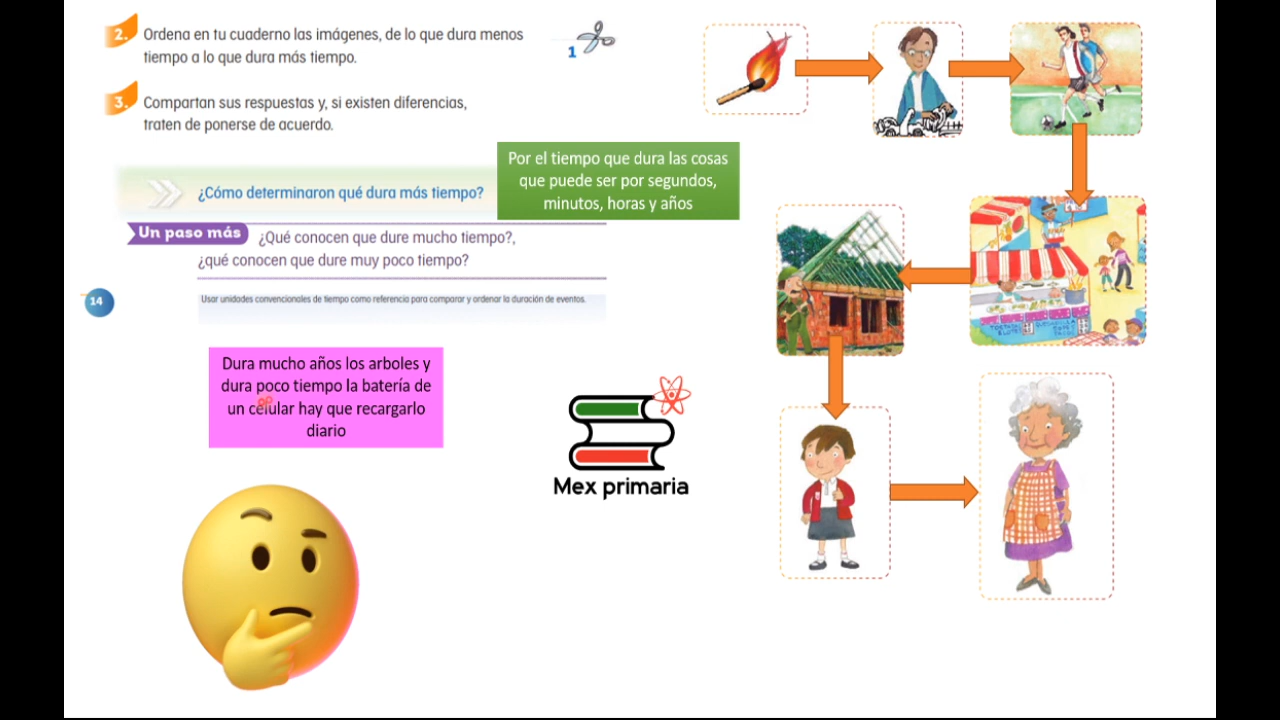 2. Ordena en tu cuaderno las imágenes, de lo que dura menos
tiempo a lo que dura más tiempo.
1
3. Compartan sus respuestas y, si existen diferencias,
traten de ponerse de acuerdo.
Por el tiempo que dura las cosas
que puede ser por segundos,
minutos, horas y años
¿Cómo determinaron qué dura más tiempo?
Un paso más ¿Qué conocen que dure mucho tiempo?,
¿qué conocen que dure muy poco tiempo?
14
Usar unidades convencionales de tiempo como referencia para comparar y ordenar la duración de eventos.
Dura mucho años los arboles y
dura poco tiempo la batería de
un celular hay que recargarlo
diario
Mex primaria